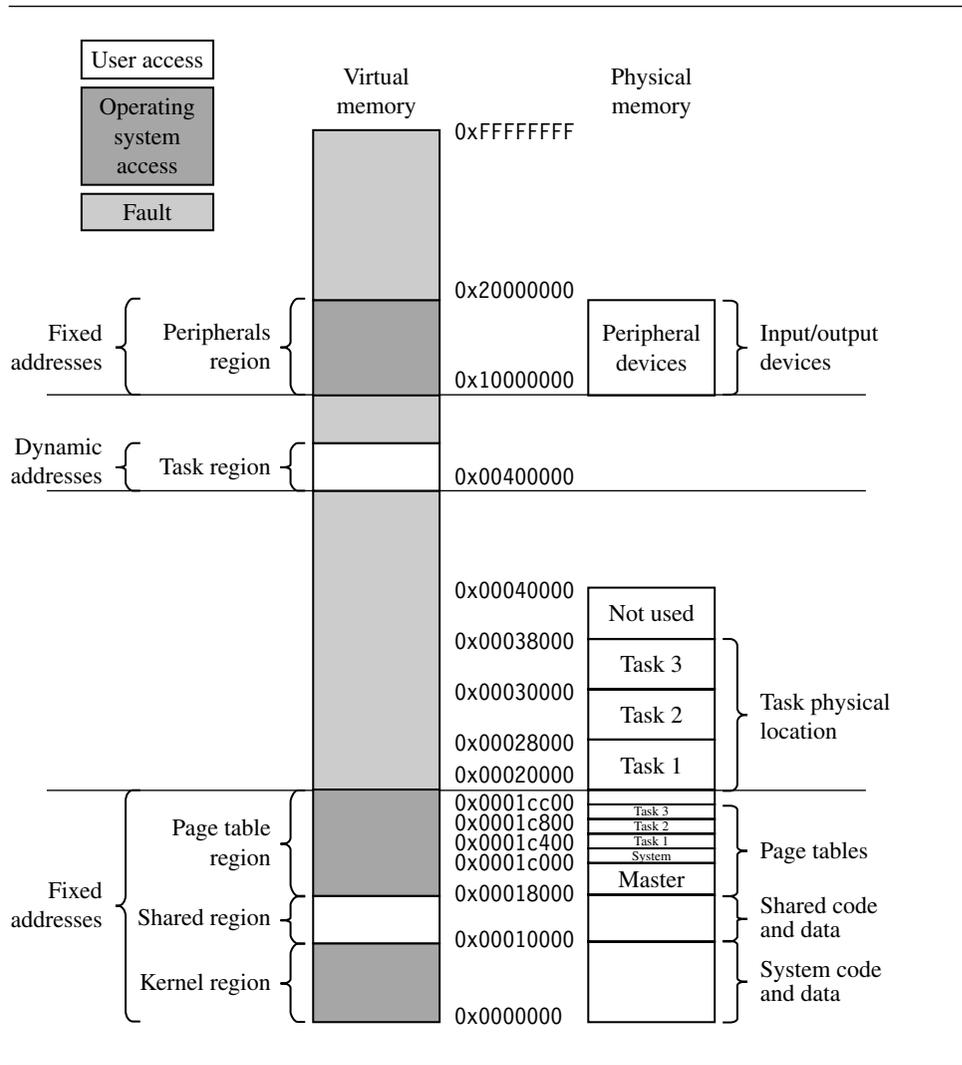 User access
Operating
system
access
Fault
Virtual
memory
Physical
memory
0xFFFFFFFF
0x20000000
Fixed
addresses
Peripherals
region
Peripheral
devices
Input/output
devices
0x10000000
Dynamic
addresses
Task region
0x00400000
0x00040000
Not used
0x00038000
Task 3
0x00030000
Task 2
Task physical
location
0x00028000
Task 1
0x00020000
0x0001cc00
Task 3
0x0001c800
Task 2
0x0001c400
Task 1
0x0001c000
System
Page table
region
Page tables
Master
0x00018000
Fixed
addresses
Shared region
Shared code
and data
0x00010000
Kernel region
System code
and data
0x0000000